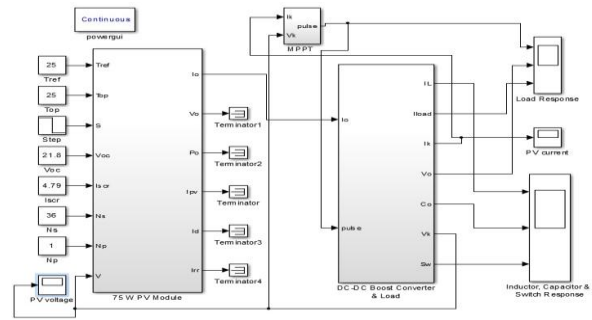 Continuous
powergui
25
Tref
25
Top
Step
21.8
Voc
4.79
Iscr
36
Ns
1
Np
PV voltage
Tref
Top
S
Voc
Iscr
Ns
Np
V
Io
Vo
Po
Ipv
Id
Irr
75 W PV Module
Terminator1
Terminator2
Terminator
Terminator3
Terminator4
Ik
Vk
pulse
MPPT
Io
pulse
IL
Iload
Ik
Vo
Co
Vk
Sw
DC-DC Boost Converter
& Load
Load Response
PV current
Inductor, Capacitor &
Switch Response